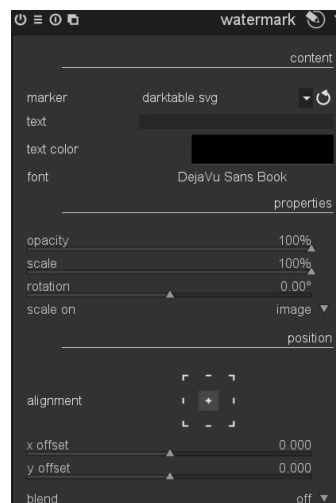 watermark
content
marker darktable.svg
text
text color
font DejaVu Sans Book
properties
opacity 100%
scale 100%
rotation 0.00°
scale on image
position
alignment
x offset 0.000
y offset 0.000
blend off